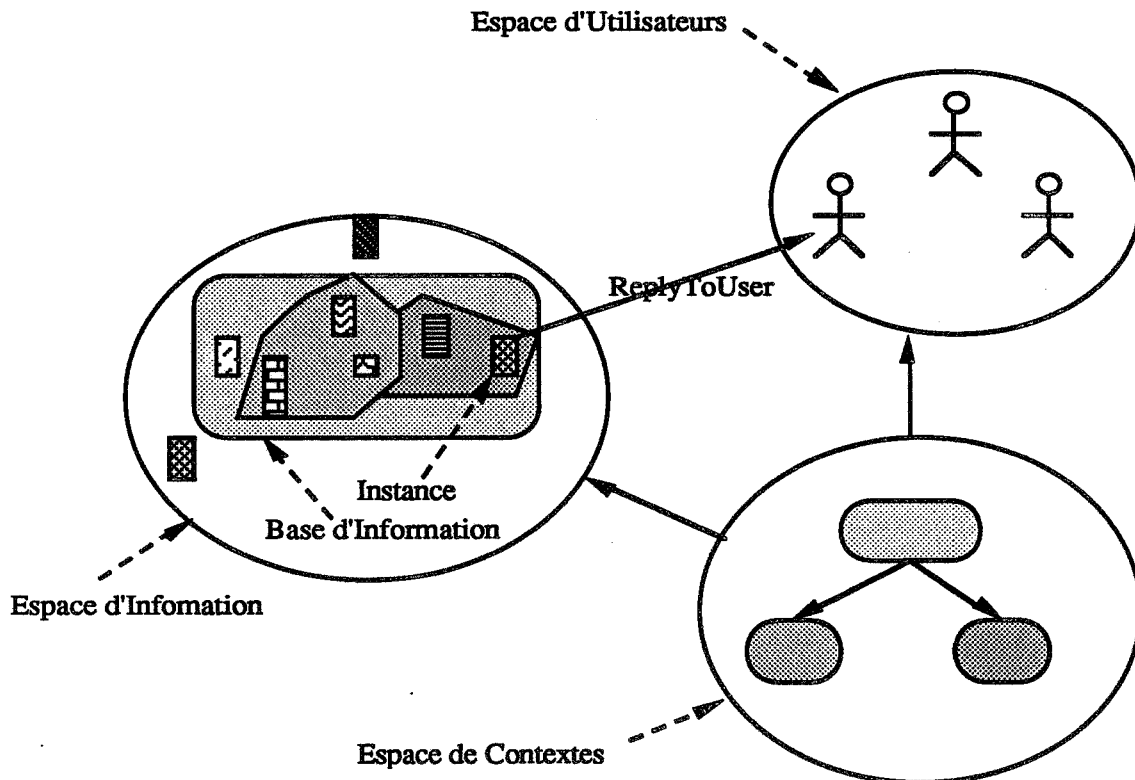 Espace d'Utilisateurs
ReplyToUser
Instance
Base d'Information
Espace d'Infomation
Espace de Contextes